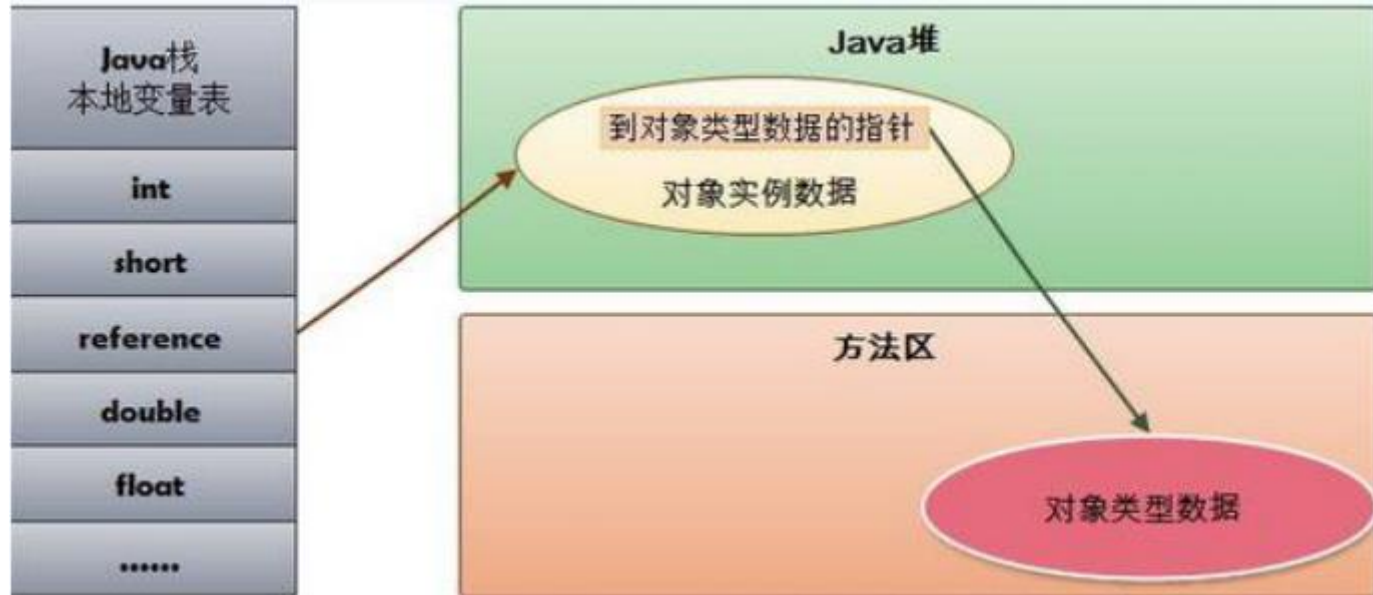 Java栈
本地变量表
int
short
reference
double
float
......
Java堆
到对象类型数据的指针
对象实例数据
方法区
对象类型数据